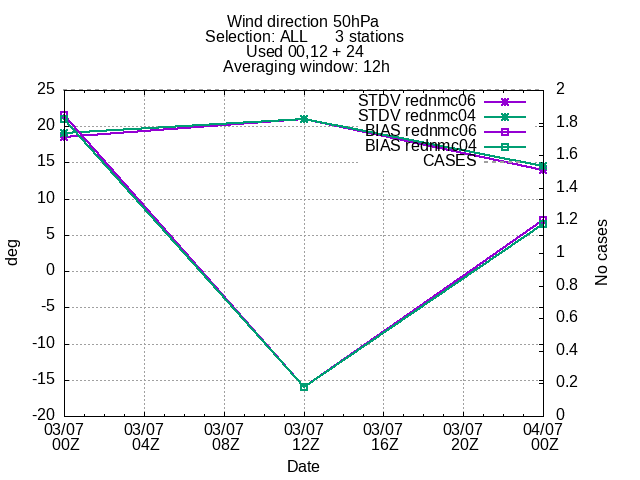 Wind direction 50hPa
Selection: ALL 3 stations
Used 00,12 + 24
Averaging window: 12h
25
20
15
10
5
0
-5
-10
-15
-20
deg
2
1.8
1.6
1.4
1.2
1
0.8
0.6
0.4
0.2
0
No cases
STDV rednmc06
STDV rednmc04
BIAS rednmc06
BIAS rednmc04
CASES
03/07 03/07 03/07 03/07 03/07 03/07 04/07
00Z 04Z 08Z 12Z 16Z 20Z 00Z
Date